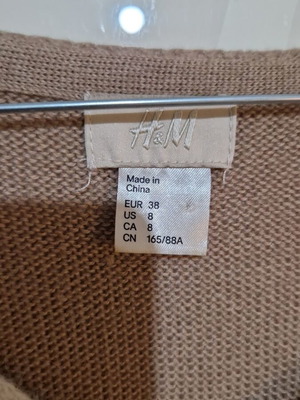 H&M
Made in
China
EUR 38
US 8
CA 8
CN 165/88A